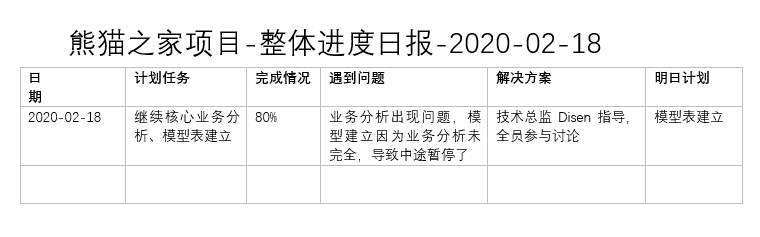 熊猫之家项目-整体进度日报-2020-02-18
日
期
计划任务
完成情况
遇到问题
解决方案
明日计划
2020-02-18
继续核心业务分
析、模型表建立
80%
业务分析出现问题，模
型建立因为业务分析未
完全，导致中途暂停了
技术总监 Disen 指导，
全员参与讨论
模型表建立